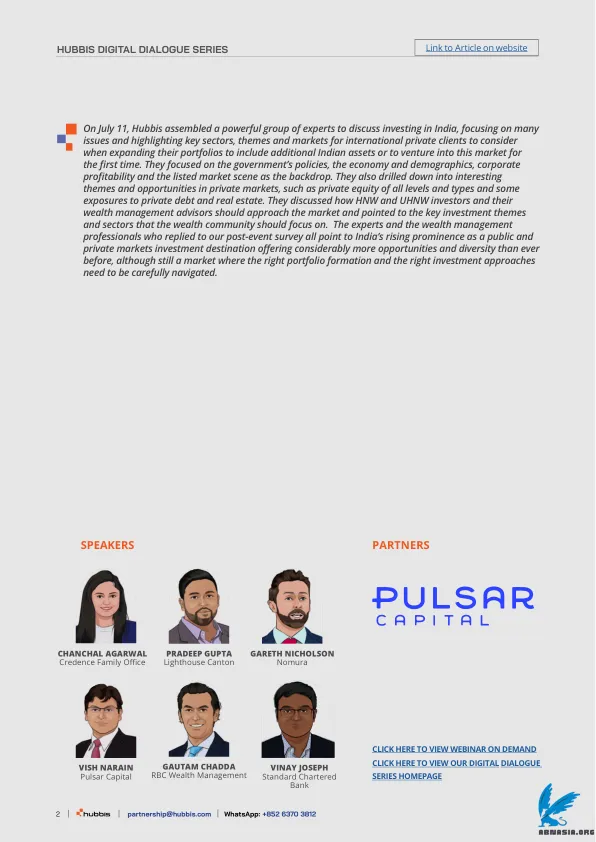 HUBBIS DIGITAL DIALOGUE SERIES
Link to Article on website
On July 11, Hubbis assembled a powerful group of experts to discuss investing in India, focusing on many
issues and highlighting key sectors, themes and markets for international private clients to consider
when expanding their portfolios to include additional Indian assets or to venture into this market for
the first time. They focused on the government's policies, the economy and demographics, corporate
profitability and the listed market scene as the backdrop. They also drilled down into interesting
themes and opportunities in private markets, such as private equity of all levels and types and some
exposures to private debt and real estate. They discussed how HNW and UHNW investors and their
wealth management advisors should approach the market and pointed to the key investment themes
and sectors that the wealth community should focus on. The experts and the wealth management
professionals who replied to our post-event survey all point to India's rising prominence as a public and
private markets investment destination offering considerably more opportunities and diversity than ever
before, although still a market where the right portfolio formation and the right investment approaches
need to be carefully navigated.
SPEAKERS
PARTNERS
CHANCHAL AGARWAL
Credence Family Office
PRADEEP GUPTA
Lighthouse Canton
GARETH NICHOLSON
Nomura
PULSAR
CAPITAL
VISH NARAIN
Pulsar Capital
GAUTAM CHADDA
RBC Wealth Management
VINAY JOSEPH
Standard Chartered
Bank
CLICK HERE TO VIEW WEBINAR ON DEMAND
CLICK HERE TO VIEW OUR DIGITAL DIALOGUE
SERIES HOMEPAGE
2 | hubbis | partnership@hubbis.com | WhatsApp: +852 6370 3812
ABNASIA.ORG